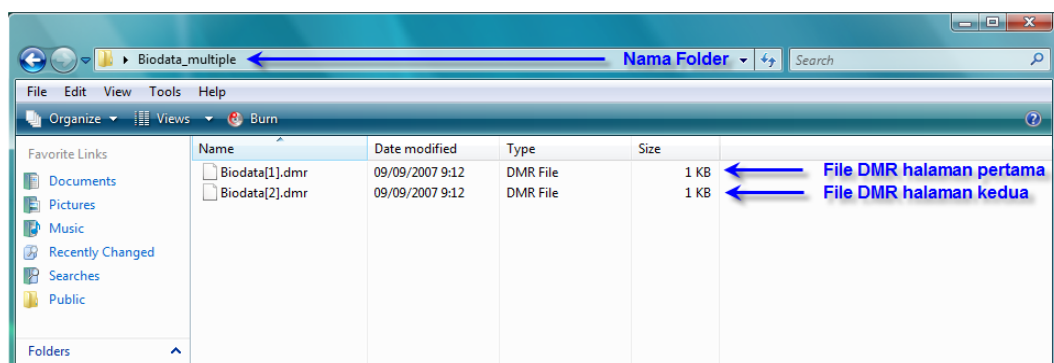 Biodata_multiple Nama Folder Search
File Edit View Tools Help
Organize Views Burn
Favorite Links
Documents
Pictures
Music
Recently Changed
Searches
Public
Folders
Name Date modified Type Size
Biodata[1].dmr 09/09/2007 9:12 DMR File 1 KB File DMR halaman pertama
Biodata[2].dmr 09/09/2007 9:12 DMR File 1 KB File DMR halaman kedua